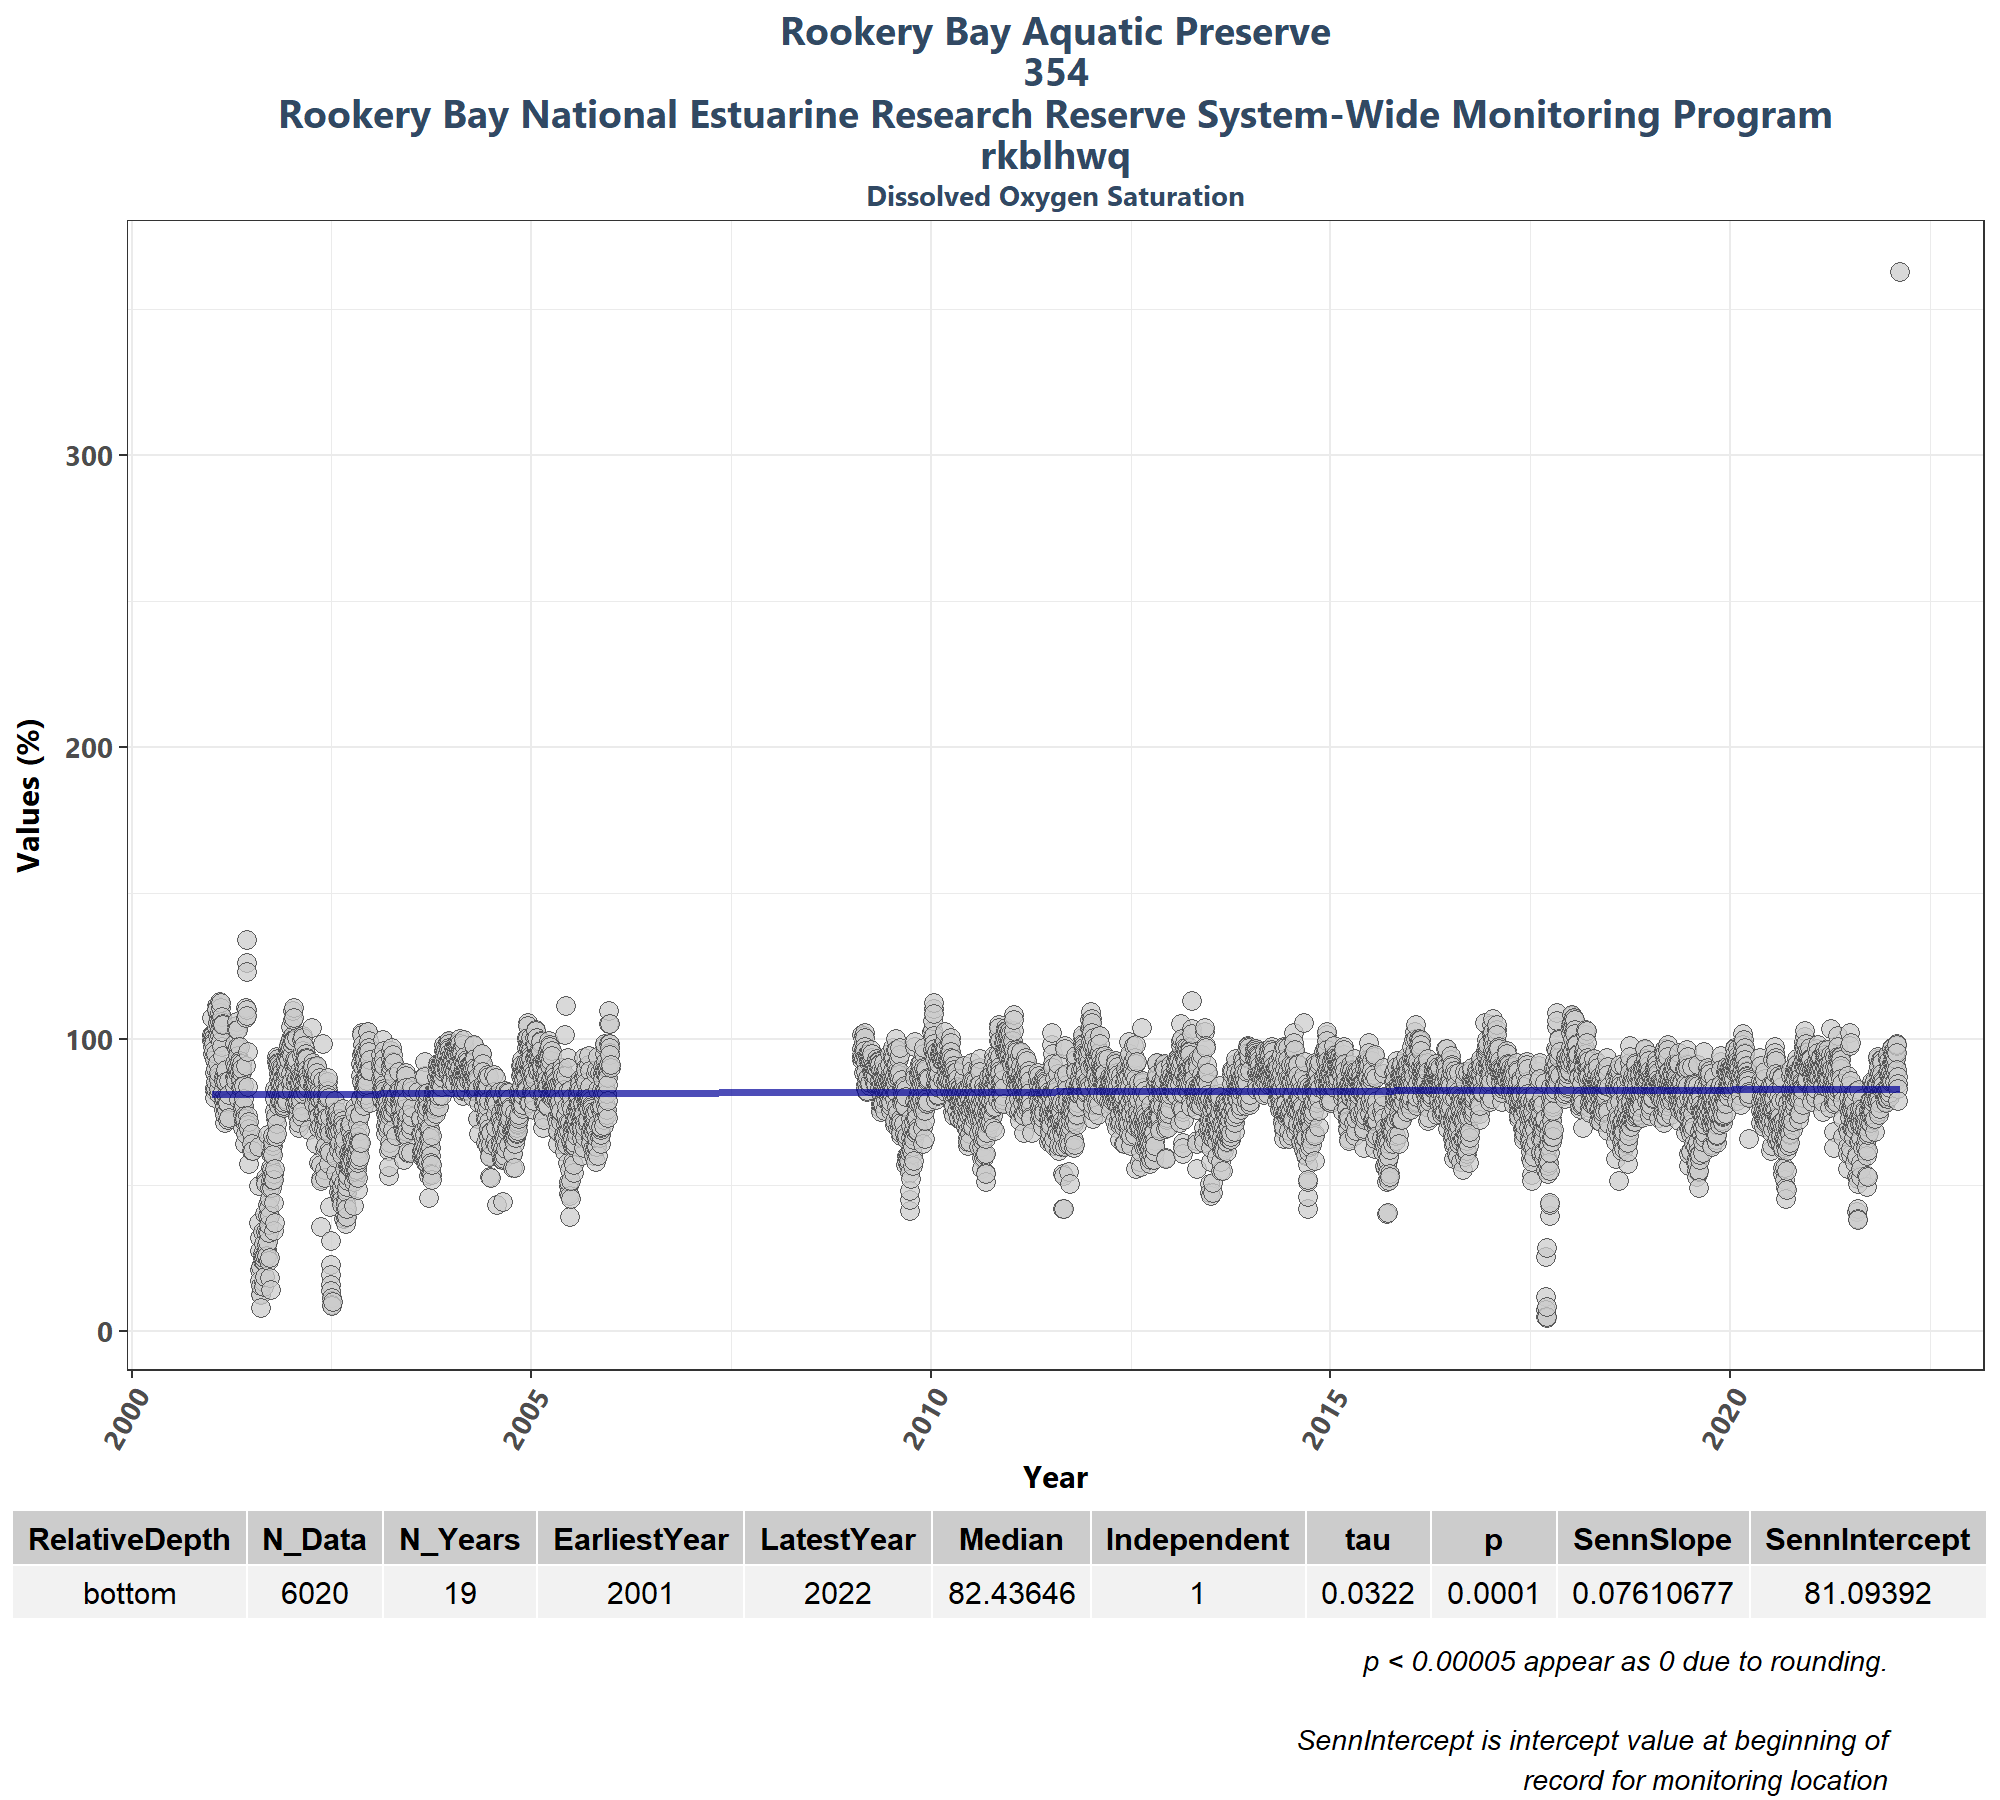 Rookery Bay Aquatic Preserve
354
Rookery Bay National Estuarine Research Reserve System-Wide Monitoring Program
rkblhwq
Dissolved Oxygen Saturation
Values (%)
300
200
100
0
2000
2005
2010
2015
2020
Year
RelativeDepth N_Data N_Years EarliestYear LatestYear Median Independent tau p SennSlope SennIntercept
bottom 6020 19 2001 2022 82.43646 1 0.0322 0.0001 0.07610677 81.09392
p < 0.00005 appear as 0 due to rounding.
SennIntercept is intercept value at beginning of
record for monitoring location